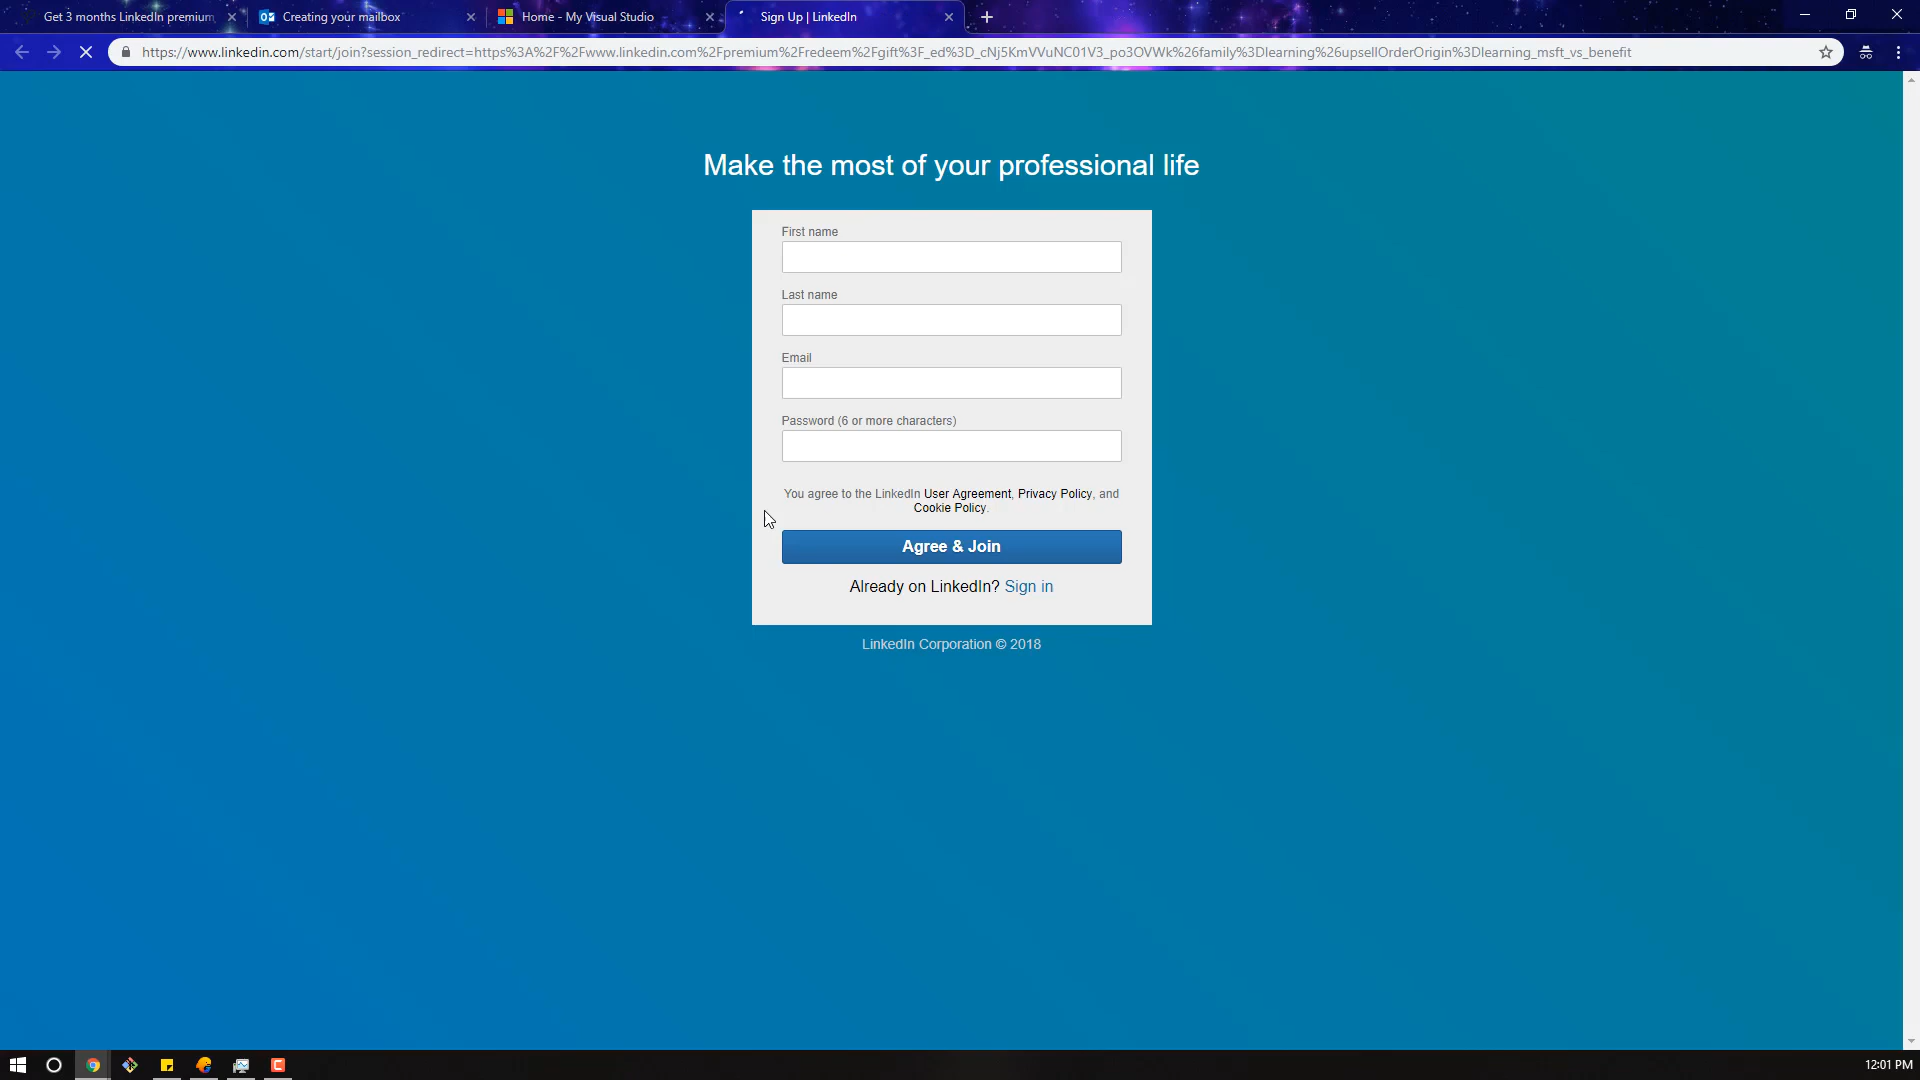 Get 3 months LinkedIn premium,
Creating your mailbox
Home - My Visual Studio
Sign Up | LinkedIn
https://www.linkedin.com/start/join?session_redirect=https%3A%2F%2Fwww.linkedin.com%2Fpremium%2Fredeem%2Fgift%3F_ed%3D_cNj5KmVVuNC01V3_po3OVWk%26family%3Dlearning%26upsellOrderOrigin%3Dlearning_msft_vs_benefit
Make the most of your professional life
First name
Last name
Email
Password (6 or more characters)
You agree to the LinkedIn User Agreement, Privacy Policy, and
Cookie Policy.
Agree & Join
Already on LinkedIn? Sign in
LinkedIn Corporation © 2018
12:01 PM